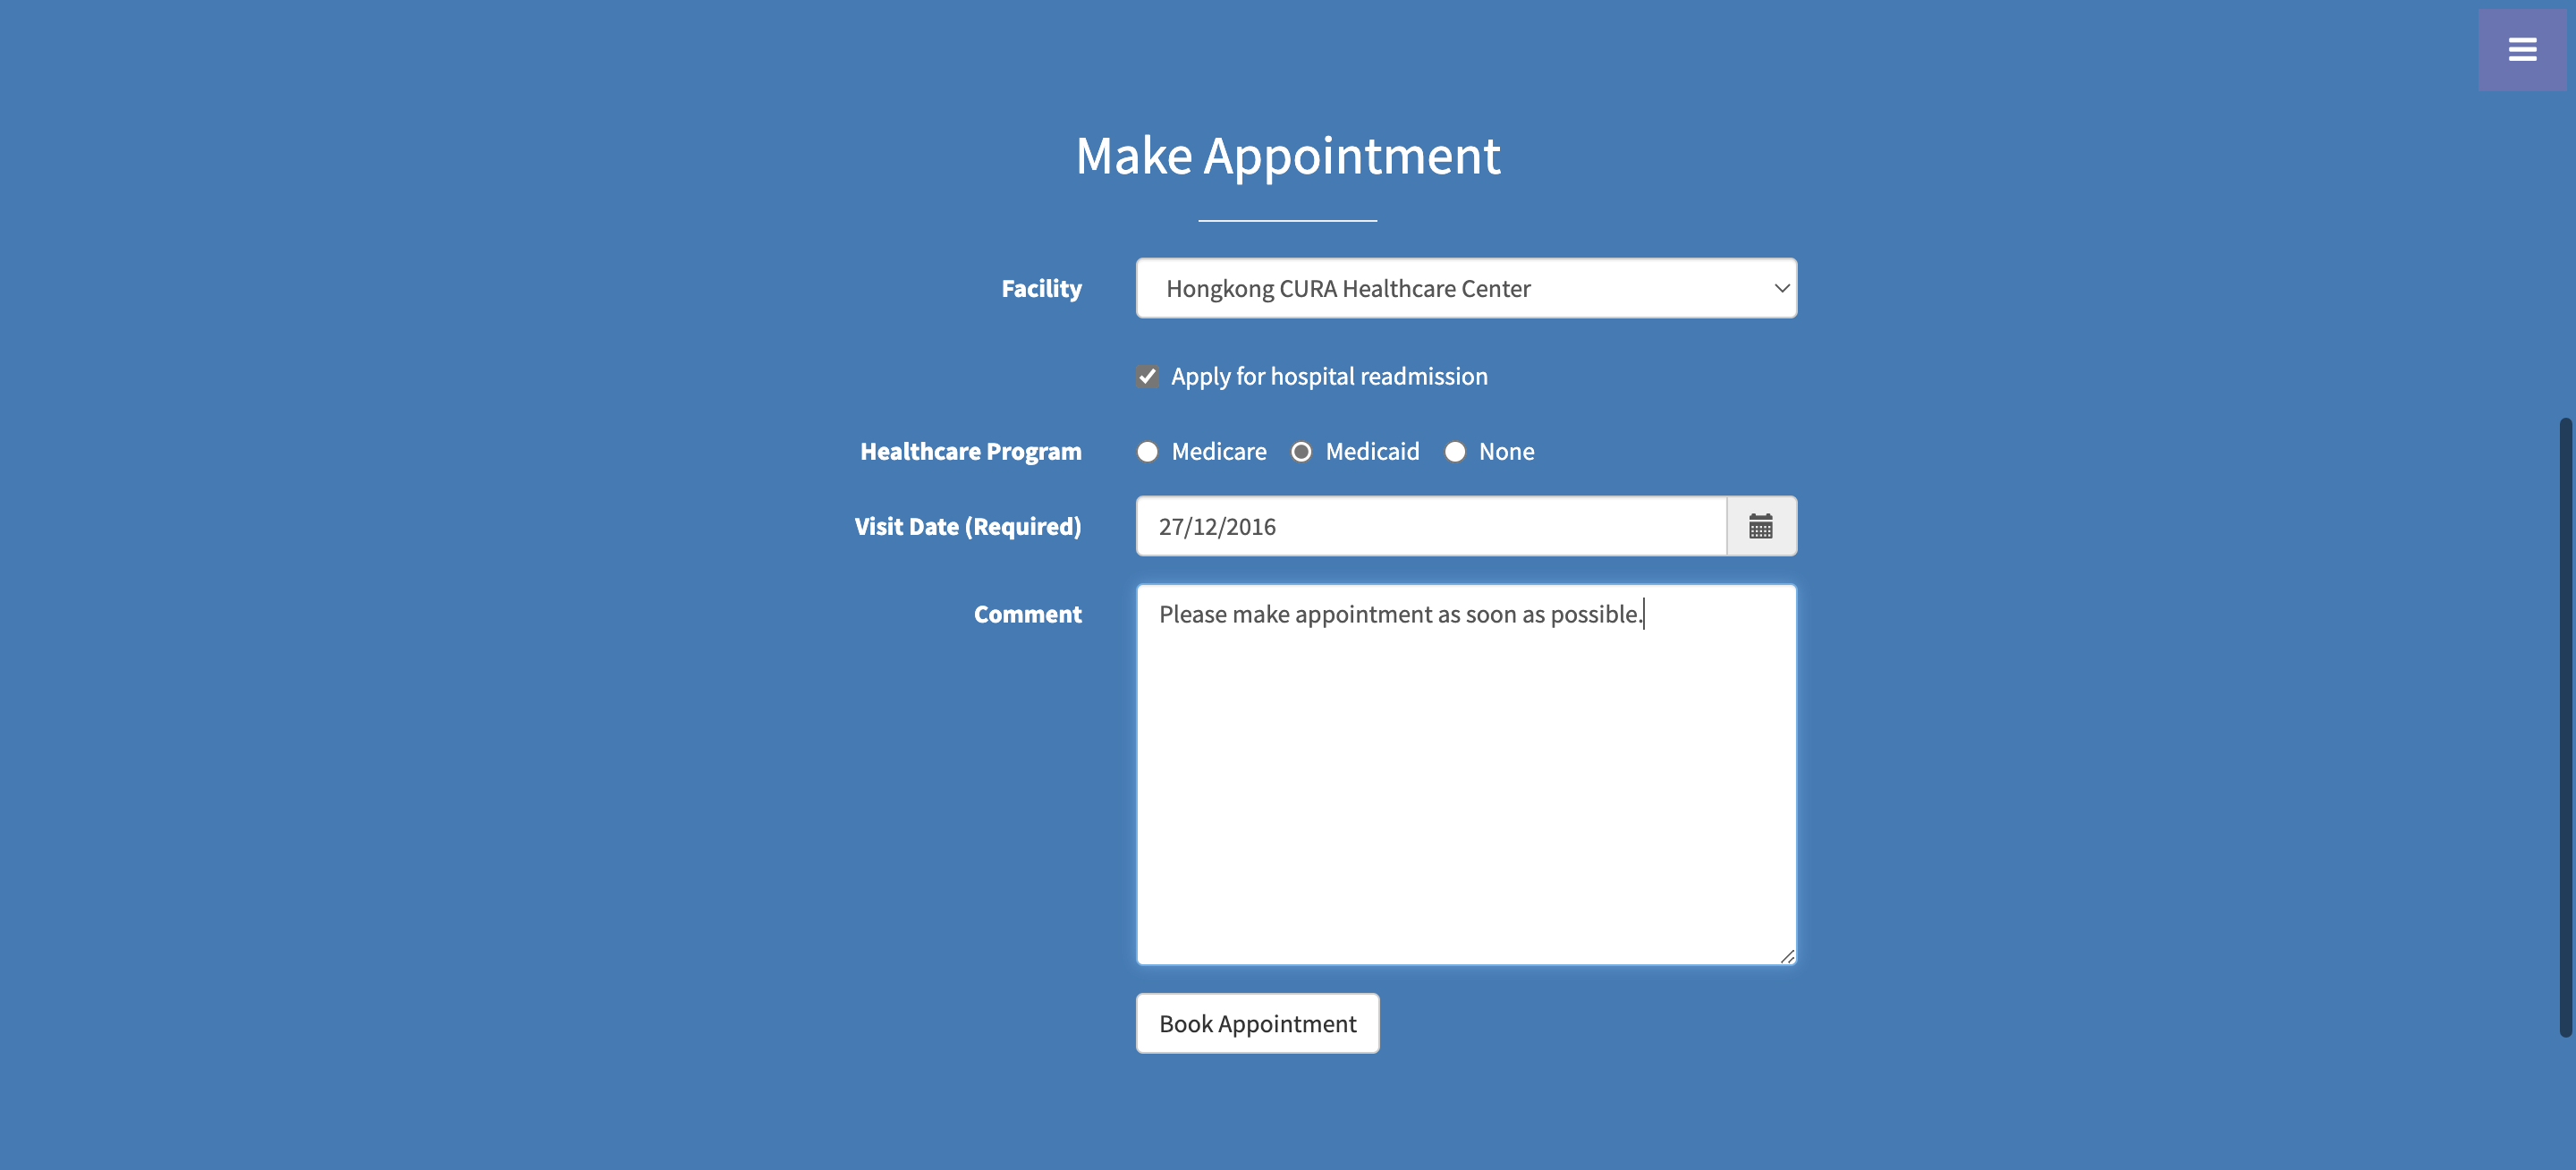 Make Appointment
Facility
Hongkong CURA Healthcare Center
Apply for hospital readmission
Healthcare Program
Medicare Medicaid None
Visit Date (Required)
27/12/2016
Comment
Please make appointment as soon as possible.
Book Appointment